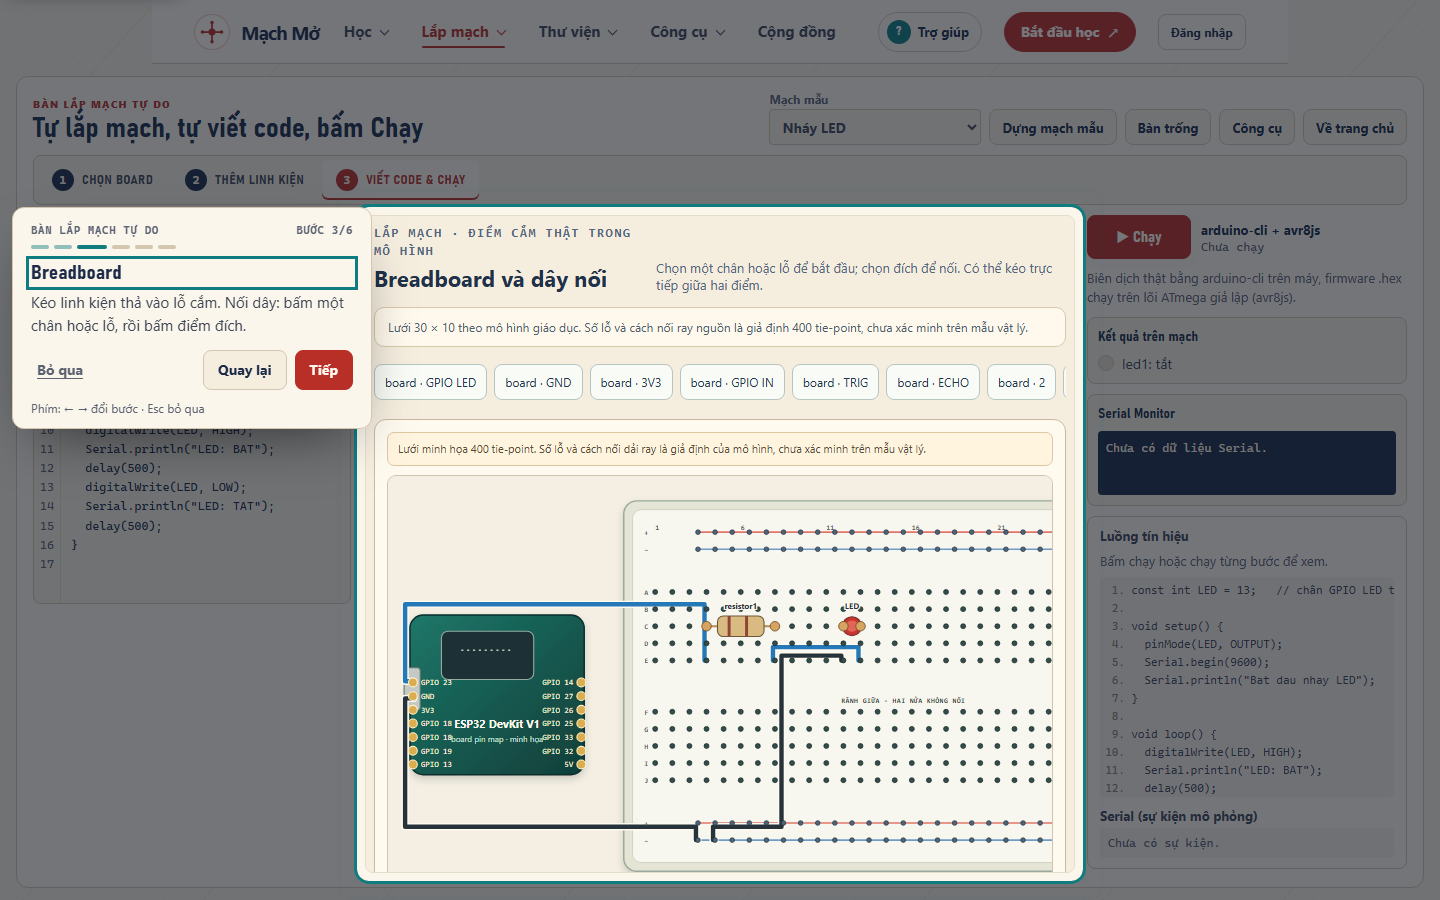 Mạch Mở
Học
Lắp mạch
Thư viện
Công cụ
Cộng đồng
? Trợ giúp
Bắt đầu học ↗
Đăng nhập
BÀN LẮP MẠCH TỰ DO
Tự lắp mạch, tự viết code, bấm Chạy
Mạch mẫu
Nháy LED
Dựng mạch mẫu
Bàn trống
Công cụ
Về trang chủ
1 CHỌN BOARD
2 THÊM LINH KIỆN
3 VIẾT CODE & CHẠY
BÀN LẮP MẠCH TỰ DO
BƯỚC 3/6
Breadboard
Kéo linh kiện thả vào lỗ cắm. Nối dây: bấm một
chân hoặc lỗ, rồi bấm điểm đích.
Bỏ qua
Quay lại
Tiếp
Phím: ← → đổi bước · Esc bỏ qua
10 digitalWrite(LED, HIGH);
11 Serial.println("LED: BAT");
12 delay(500);
13 digitalWrite(LED, LOW);
14 Serial.println("LED: TAT");
15 delay(500);
16 }
17
LẮP MẠCH · ĐIỂM CẮM THẬT TRONG
MÔ HÌNH
Breadboard và dây nối
Chọn một chân hoặc lỗ để bắt đầu; chọn đích để nối. Có thể kéo trực
tiếp giữa hai điểm.
Lưới 30 × 10 theo mô hình giáo dục. Số lỗ và cách nối ray nguồn là giả định 400 tie-point, chưa xác minh trên mẫu vật lý.
board · GPIO LED
board · GND
board · 3V3
board · GPIO IN
board · TRIG
board · ECHO
board · 2
Lưới minh họa 400 tie-point. Số lỗ và cách nối dải ray là giả định của mô hình, chưa xác minh trên mẫu vật lý.
1 6 11 16 21
+
−
A
B
C
D
E
resistor1
LED
RÃNH GIỮA - HAI NỬA KHÔNG NỐI
F
G
H
I
J
+
−
GPIO 23 GPIO 14
GND GPIO 27
3V3 GPIO 26
GPIO 18 ESP32 DevKit V1 GPIO 25
GPIO 18 board pin map · minh họa GPIO 33
GPIO 19 GPIO 32
GPIO 13 5V
▶ Chạy
arduino-cli + avr8js
Chưa chạy
Biên dịch thật bằng arduino-cli trên máy, firmware .hex
chạy trên lõi ATmega giả lập (avr8js).
Kết quả trên mạch
led1: tắt
Serial Monitor
Chưa có dữ liệu Serial.
Luồng tín hiệu
Bấm chạy hoặc chạy từng bước để xem.
1. const int LED = 13; // chân GPIO LED t
2.
3. void setup() {
4. pinMode(LED, OUTPUT);
5. Serial.begin(9600);
6. Serial.println("Bat dau nhay LED");
7. }
8.
9. void loop() {
10. digitalWrite(LED, HIGH);
11. Serial.println("LED: BAT");
12. delay(500);
Serial (sự kiện mô phỏng)
Chưa có sự kiện.